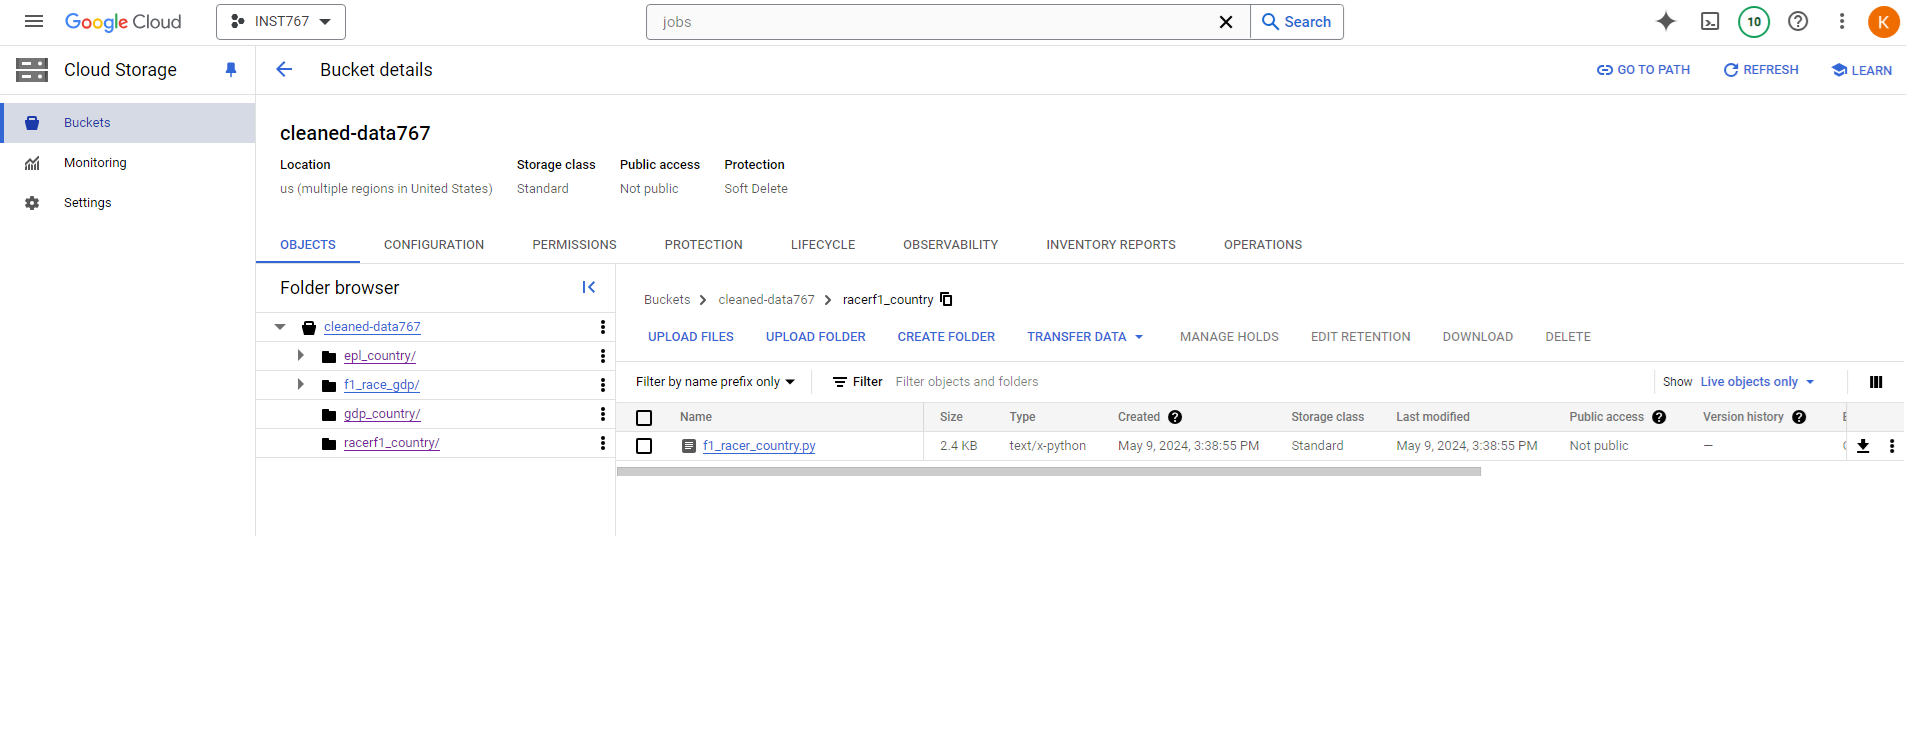 Google Cloud
INST767
jobs
Search
10
K
Cloud Storage
Bucket details
GO TO PATH
REFRESH
LEARN
Buckets
Monitoring
Settings
cleaned-data767
Location
Storage class
Public access
Protection
us (multiple regions in United States)
Standard
Not public
Soft Delete
OBJECTS
CONFIGURATION
PERMISSIONS
PROTECTION
LIFECYCLE
OBSERVABILITY
INVENTORY REPORTS
OPERATIONS
Folder browser
cleaned-data767
epl_country/
f1_race_gdp/
gdp_country/
racerf1_country/
Buckets
cleaned-data767
racerf1_country
UPLOAD FILES
UPLOAD FOLDER
CREATE FOLDER
TRANSFER DATA
MANAGE HOLDS
EDIT RETENTION
DOWNLOAD
DELETE
Filter by name prefix only
Filter
Filter objects and folders
Show
Live objects only
Name
Size
Type
Created
Storage class
Last modified
Public access
Version history
f1_racer_country.py
2.4 KB
text/x-python
May 9, 2024, 3:38:55 PM
Standard
May 9, 2024, 3:38:55 PM
Not public
—